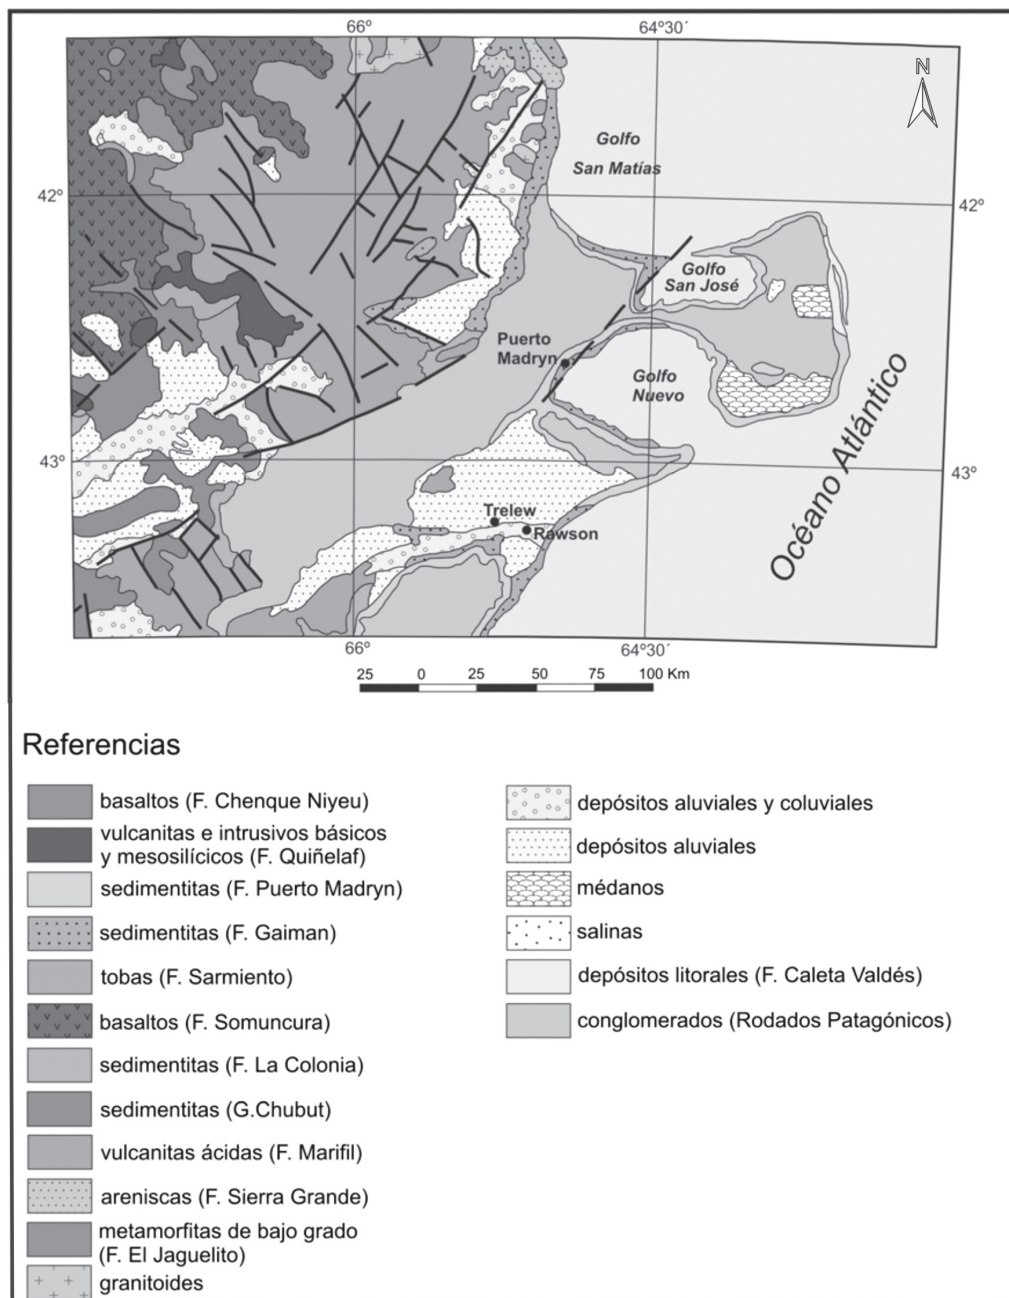 66º
64º30´
N
Golfo
San Matías
42º
42º
Golfo
San José
Puerto
Madryn
Golfo
Nuevo
Océano Atlántico
43º
43º
Trelew
Rawson
66º
64º30´
25 0 25 50 75 100 Km
Referencias
basaltos (F. Chenque Niyeu)
vulcanitas e intrusivos básicos
y mesosilícicos (F. Quiñelaf)
sedimentitas (F. Puerto Madryn)
sedimentitas (F. Gaiman)
tobas (F. Sarmiento)
basaltos (F. Somuncura)
sedimentitas (F. La Colonia)
sedimentitas (G.Chubut)
vulcanitas ácidas (F. Marifil)
areniscas (F. Sierra Grande)
metamorfitas de bajo grado
(F. El Jaguelito)
granitoides
depósitos aluviales y coluviales
depósitos aluviales
médanos
salinas
depósitos litorales (F. Caleta Valdés)
conglomerados (Rodados Patagónicos)